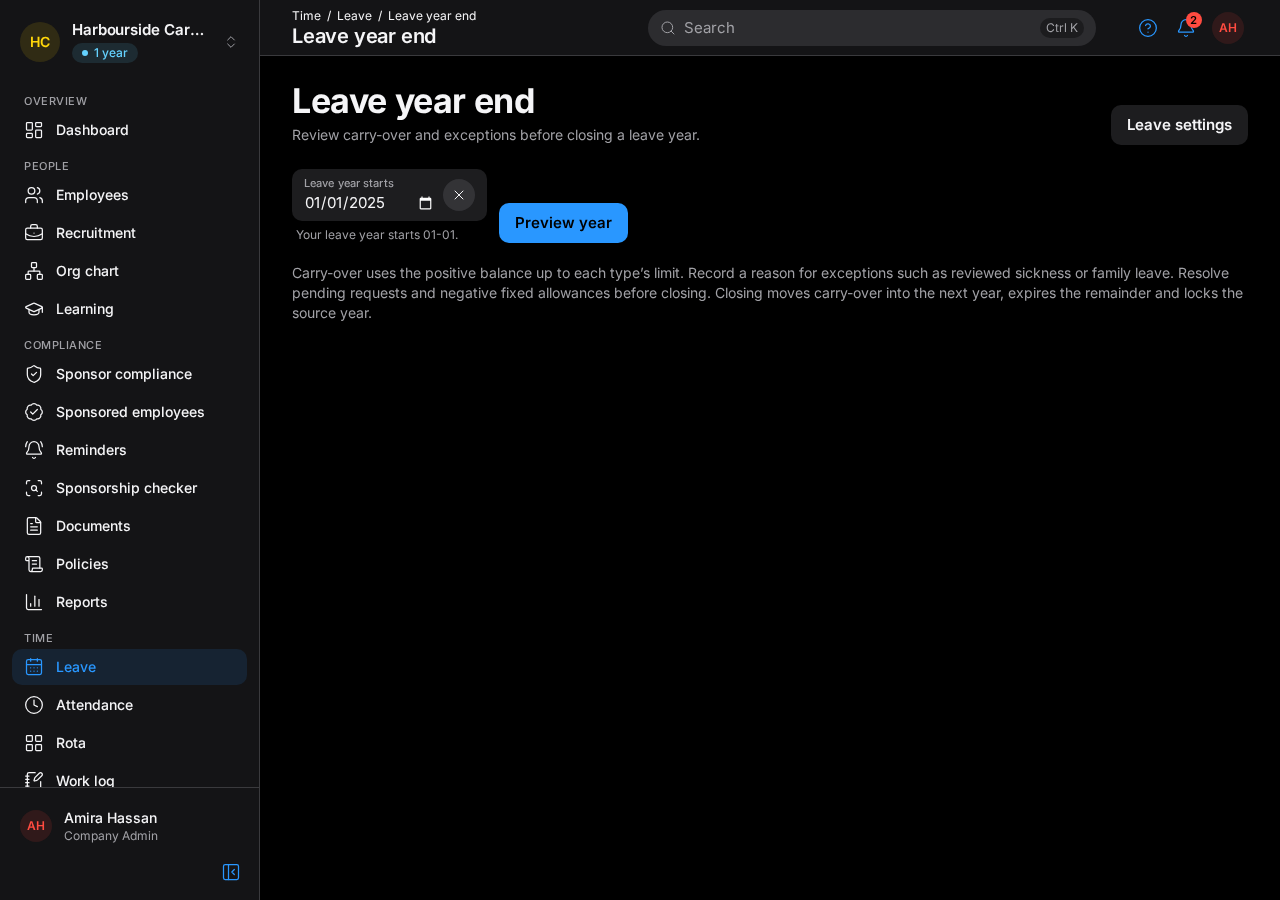 HC
Harbourside Car…
1 year
OVERVIEW
Dashboard
PEOPLE
Employees
Recruitment
Org chart
Learning
COMPLIANCE
Sponsor compliance
Sponsored employees
Reminders
Sponsorship checker
Documents
Policies
Reports
TIME
Leave
Attendance
Rota
Work log
AH
Amira Hassan
Company Admin
Time / Leave / Leave year end
Leave year end
Search
Ctrl K
2
AH
Leave year end
Review carry-over and exceptions before closing a leave year.
Leave settings
Leave year starts
01/01/2025
Your leave year starts 01-01.
Preview year
Carry-over uses the positive balance up to each type’s limit. Record a reason for exceptions such as reviewed sickness or family leave. Resolve
pending requests and negative fixed allowances before closing. Closing moves carry-over into the next year, expires the remainder and locks the
source year.